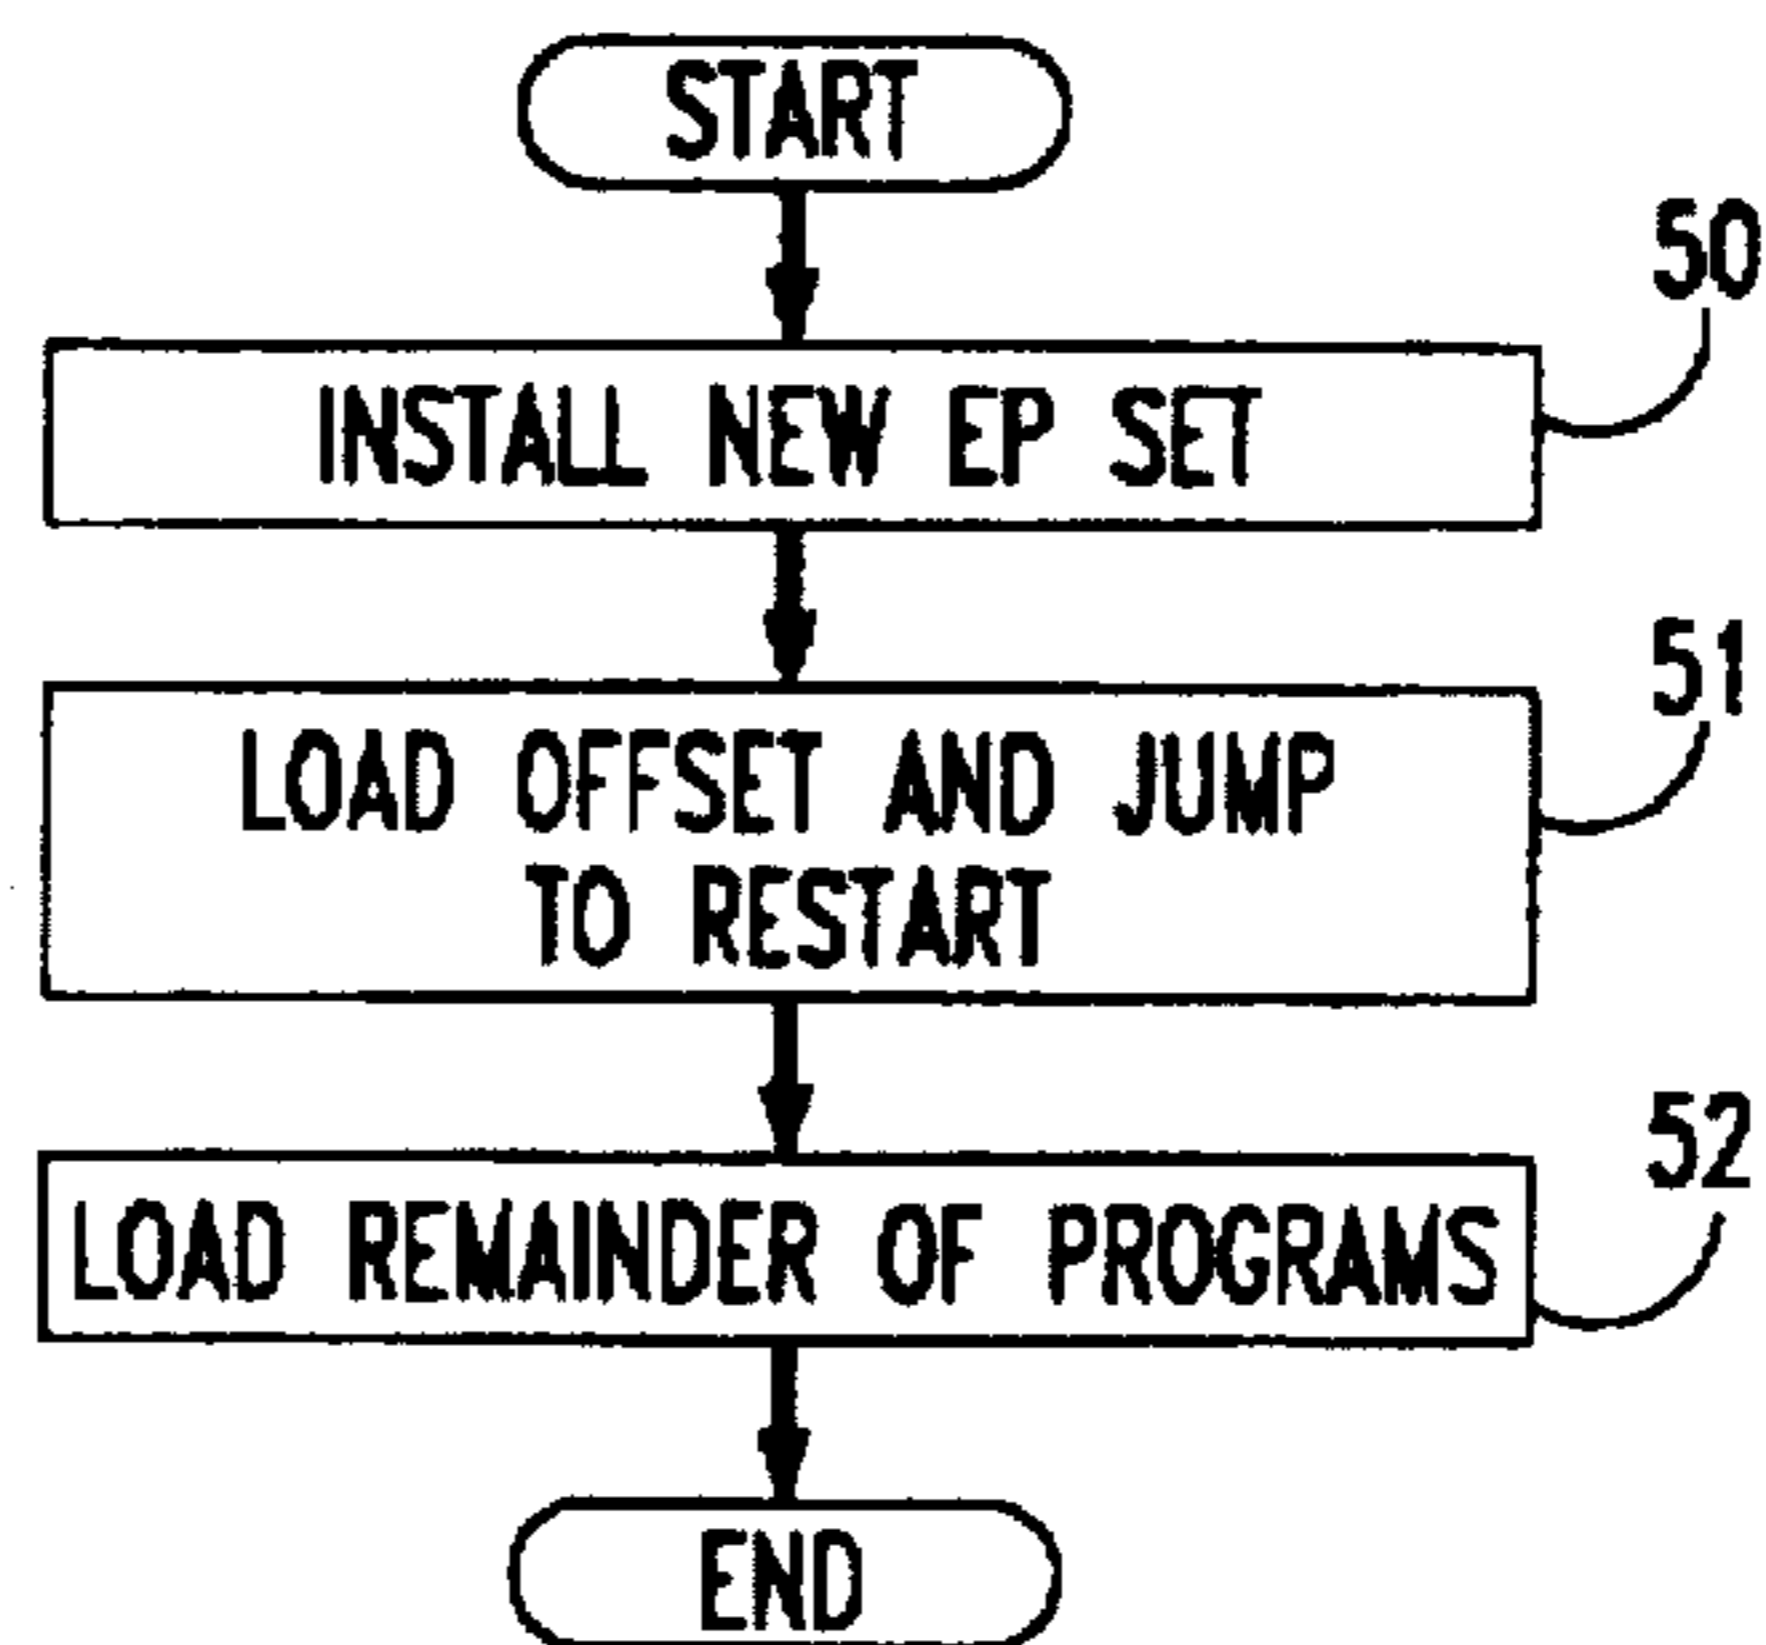 START
50
INSTALL NEW EP SET
51
LOAD OFFSET AND JUMP
TO RESTART
52
LOAD REMAINDER OF PROGRAMS
END